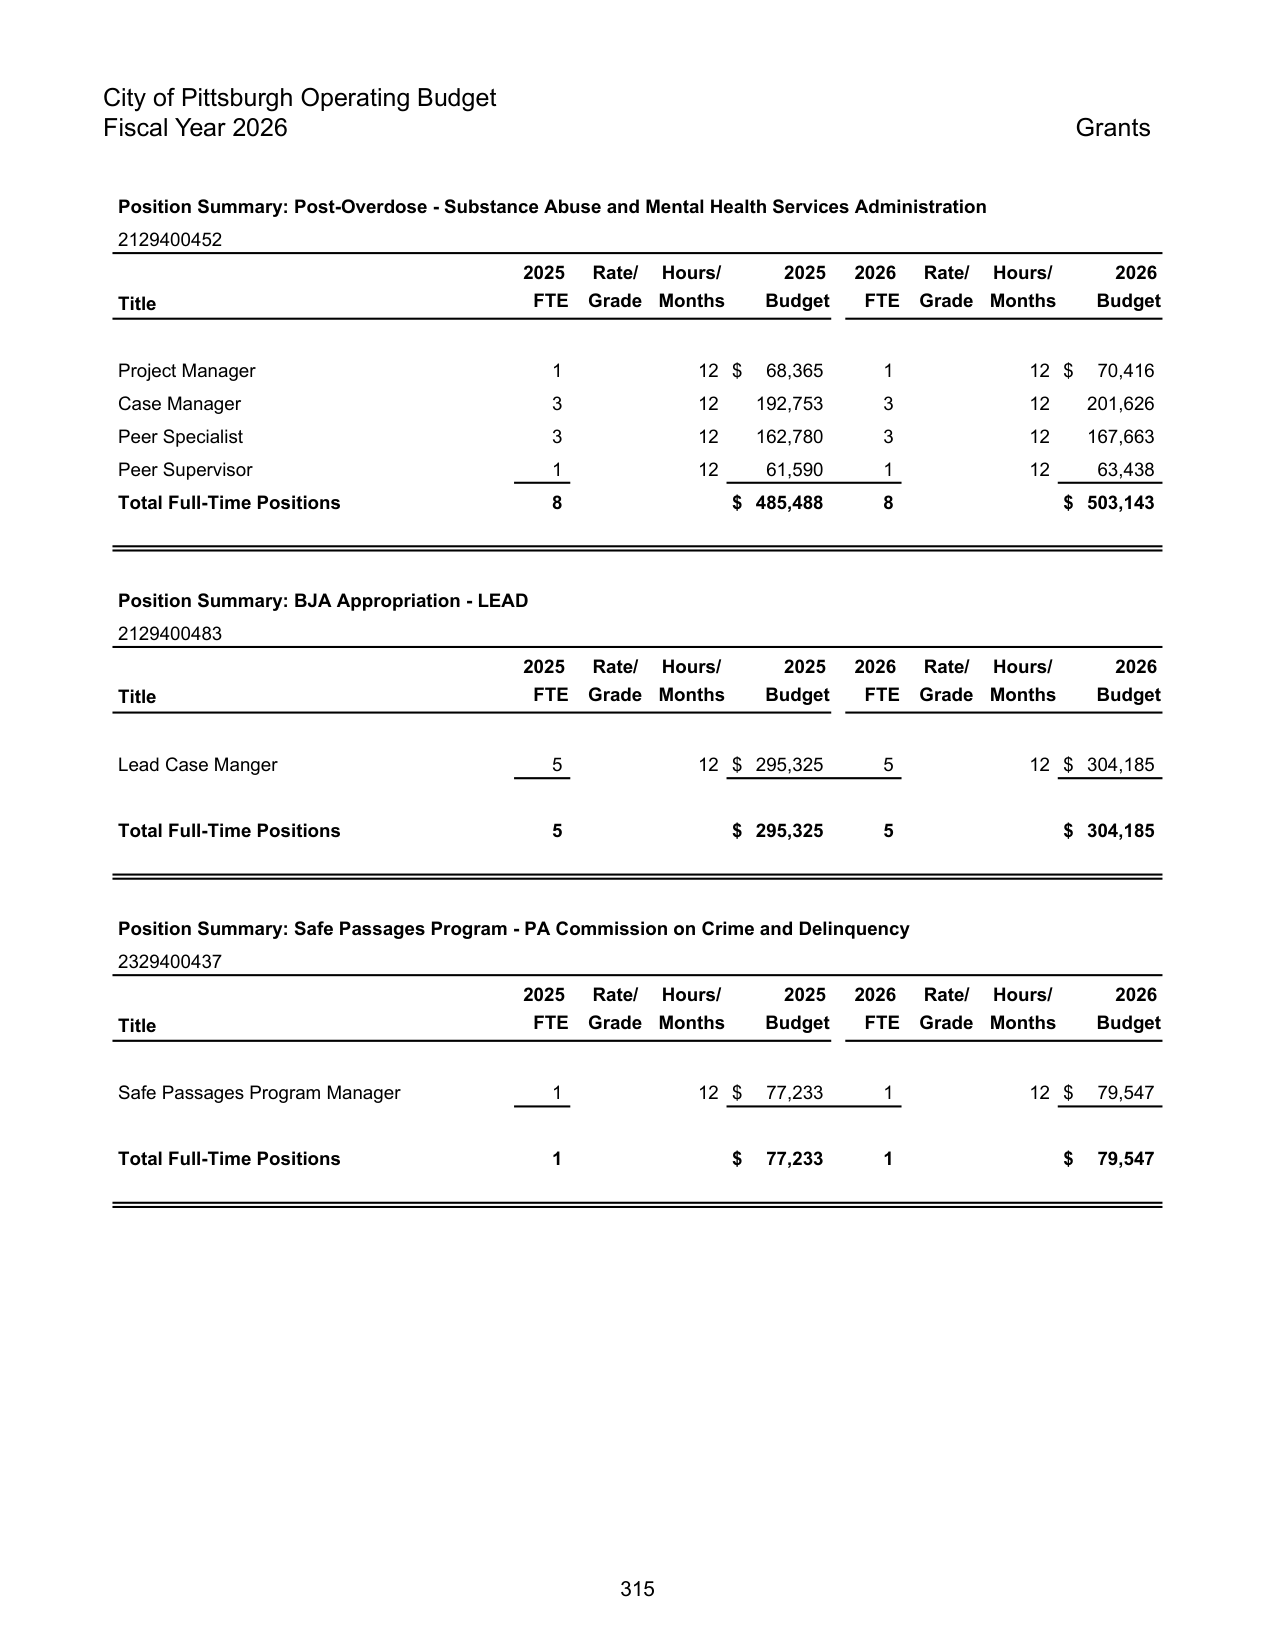 City of Pittsburgh Operating Budget
Fiscal Year 2026 Grants
Position Summary: Post-Overdose - Substance Abuse and Mental Health Services Administration
2129400452
2025 Rate/ Hours/ 2025 2026 Rate/ Hours/ 2026
Title FTE Grade Months Budget FTE Grade Months Budget
Project Manager 1 12 $ 68,365 1 12 $ 70,416
Case Manager 3 12 192,753 3 12 201,626
Peer Specialist 3 12 162,780 3 12 167,663
Peer Supervisor 1 12 61,590 1 12 63,438
Total Full-Time Positions 8 $ 485,488 8 $ 503,143
Position Summary: BJA Appropriation - LEAD
2129400483
2025 Rate/ Hours/ 2025 2026 Rate/ Hours/ 2026
Title FTE Grade Months Budget FTE Grade Months Budget
Lead Case Manger 5 12 $ 295,325 5 12 $ 304,185
Total Full-Time Positions 5 $ 295,325 5 $ 304,185
Position Summary: Safe Passages Program - PA Commission on Crime and Delinquency
2329400437
2025 Rate/ Hours/ 2025 2026 Rate/ Hours/ 2026
Title FTE Grade Months Budget FTE Grade Months Budget
Safe Passages Program Manager 1 12 $ 77,233 1 12 $ 79,547
Total Full-Time Positions 1 $ 77,233 1 $ 79,547
315